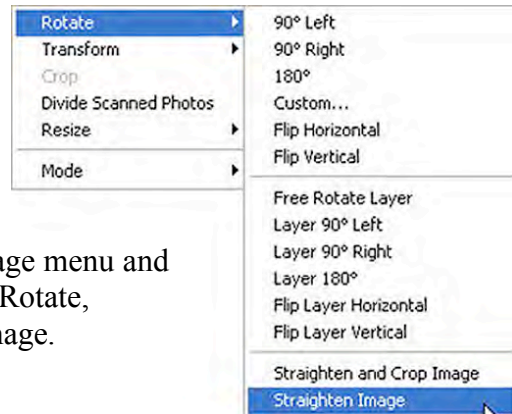 Rotate
Transform
Crop
Divide Scanned Photos
Resize
Mode
90° Left
90° Right
180°
Custom...
Flip Horizontal
Flip Vertical
Free Rotate Layer
Layer 90° Left
Layer 90° Right
Layer 180°
Flip Layer Horizontal
Flip Layer Vertical
Straighten and Crop Image
Straighten Image
menu and
Rotate,